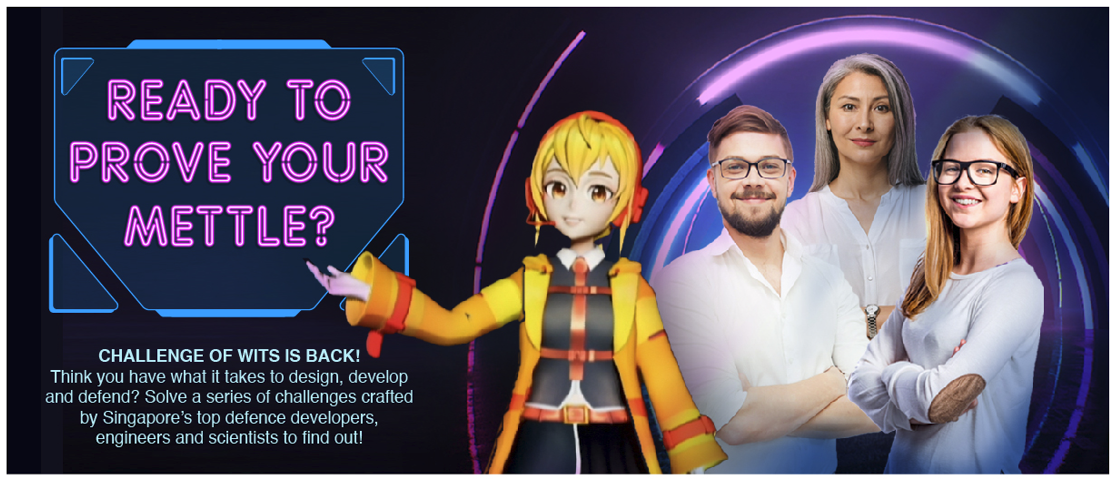 READY TO
PROVE YOUR
METTLE?
CHALLENGE OF WITS IS BACK!
Think you have what it takes to design, develop
and defend? Solve a series of challenges crafted
by Singapore’s top defence developers,
engineers and scientists to find out!